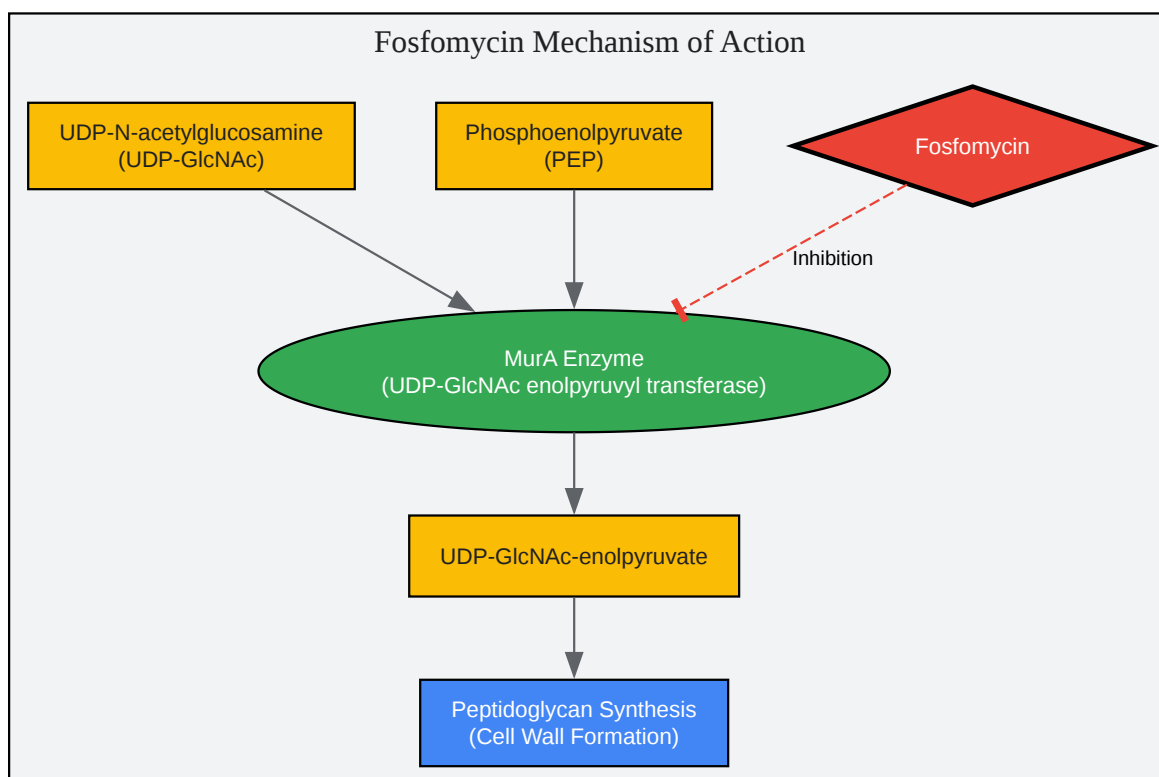 Fosfomycin Mechanism of Action
UDP-N-acetylglucosamine
(UDP-GlcNAc)
Phosphoenolpyruvate
(PEP)
Fosfomycin
Inhibition
MurA Enzyme
(UDP-GlcNAc enolpyruvyl transferase)
UDP-GlcNAc-enolpyruvate
Peptidoglycan Synthesis
(Cell Wall Formation)